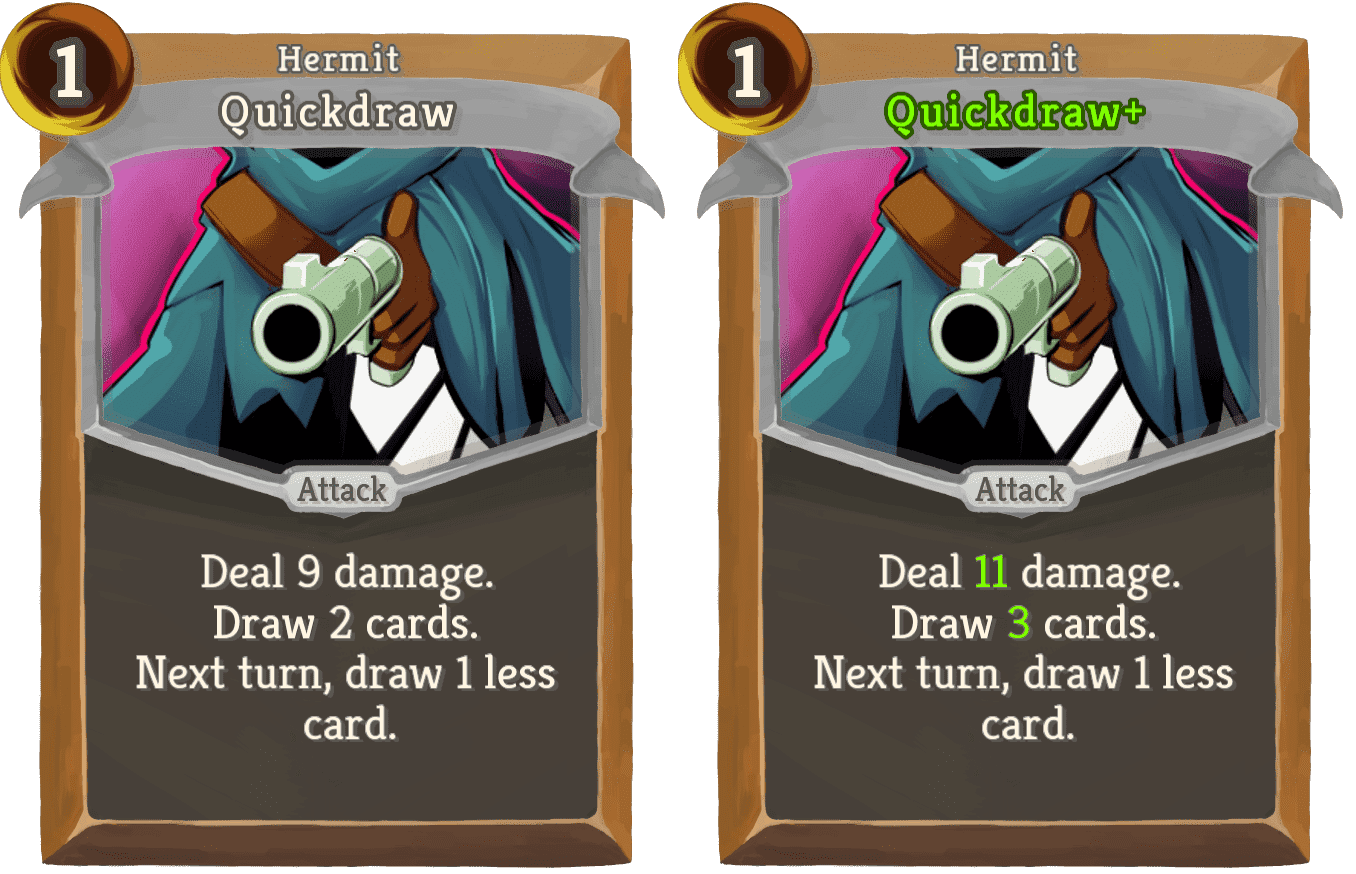 1
Hermit
Quickdraw
Attack
Deal 9 damage.
Draw 2 cards.
Next turn, draw 1 less
card.
1
Hermit
Quickdraw+
Attack
Deal 11 damage.
Draw 3 cards.
Next turn, draw 1 less
card.